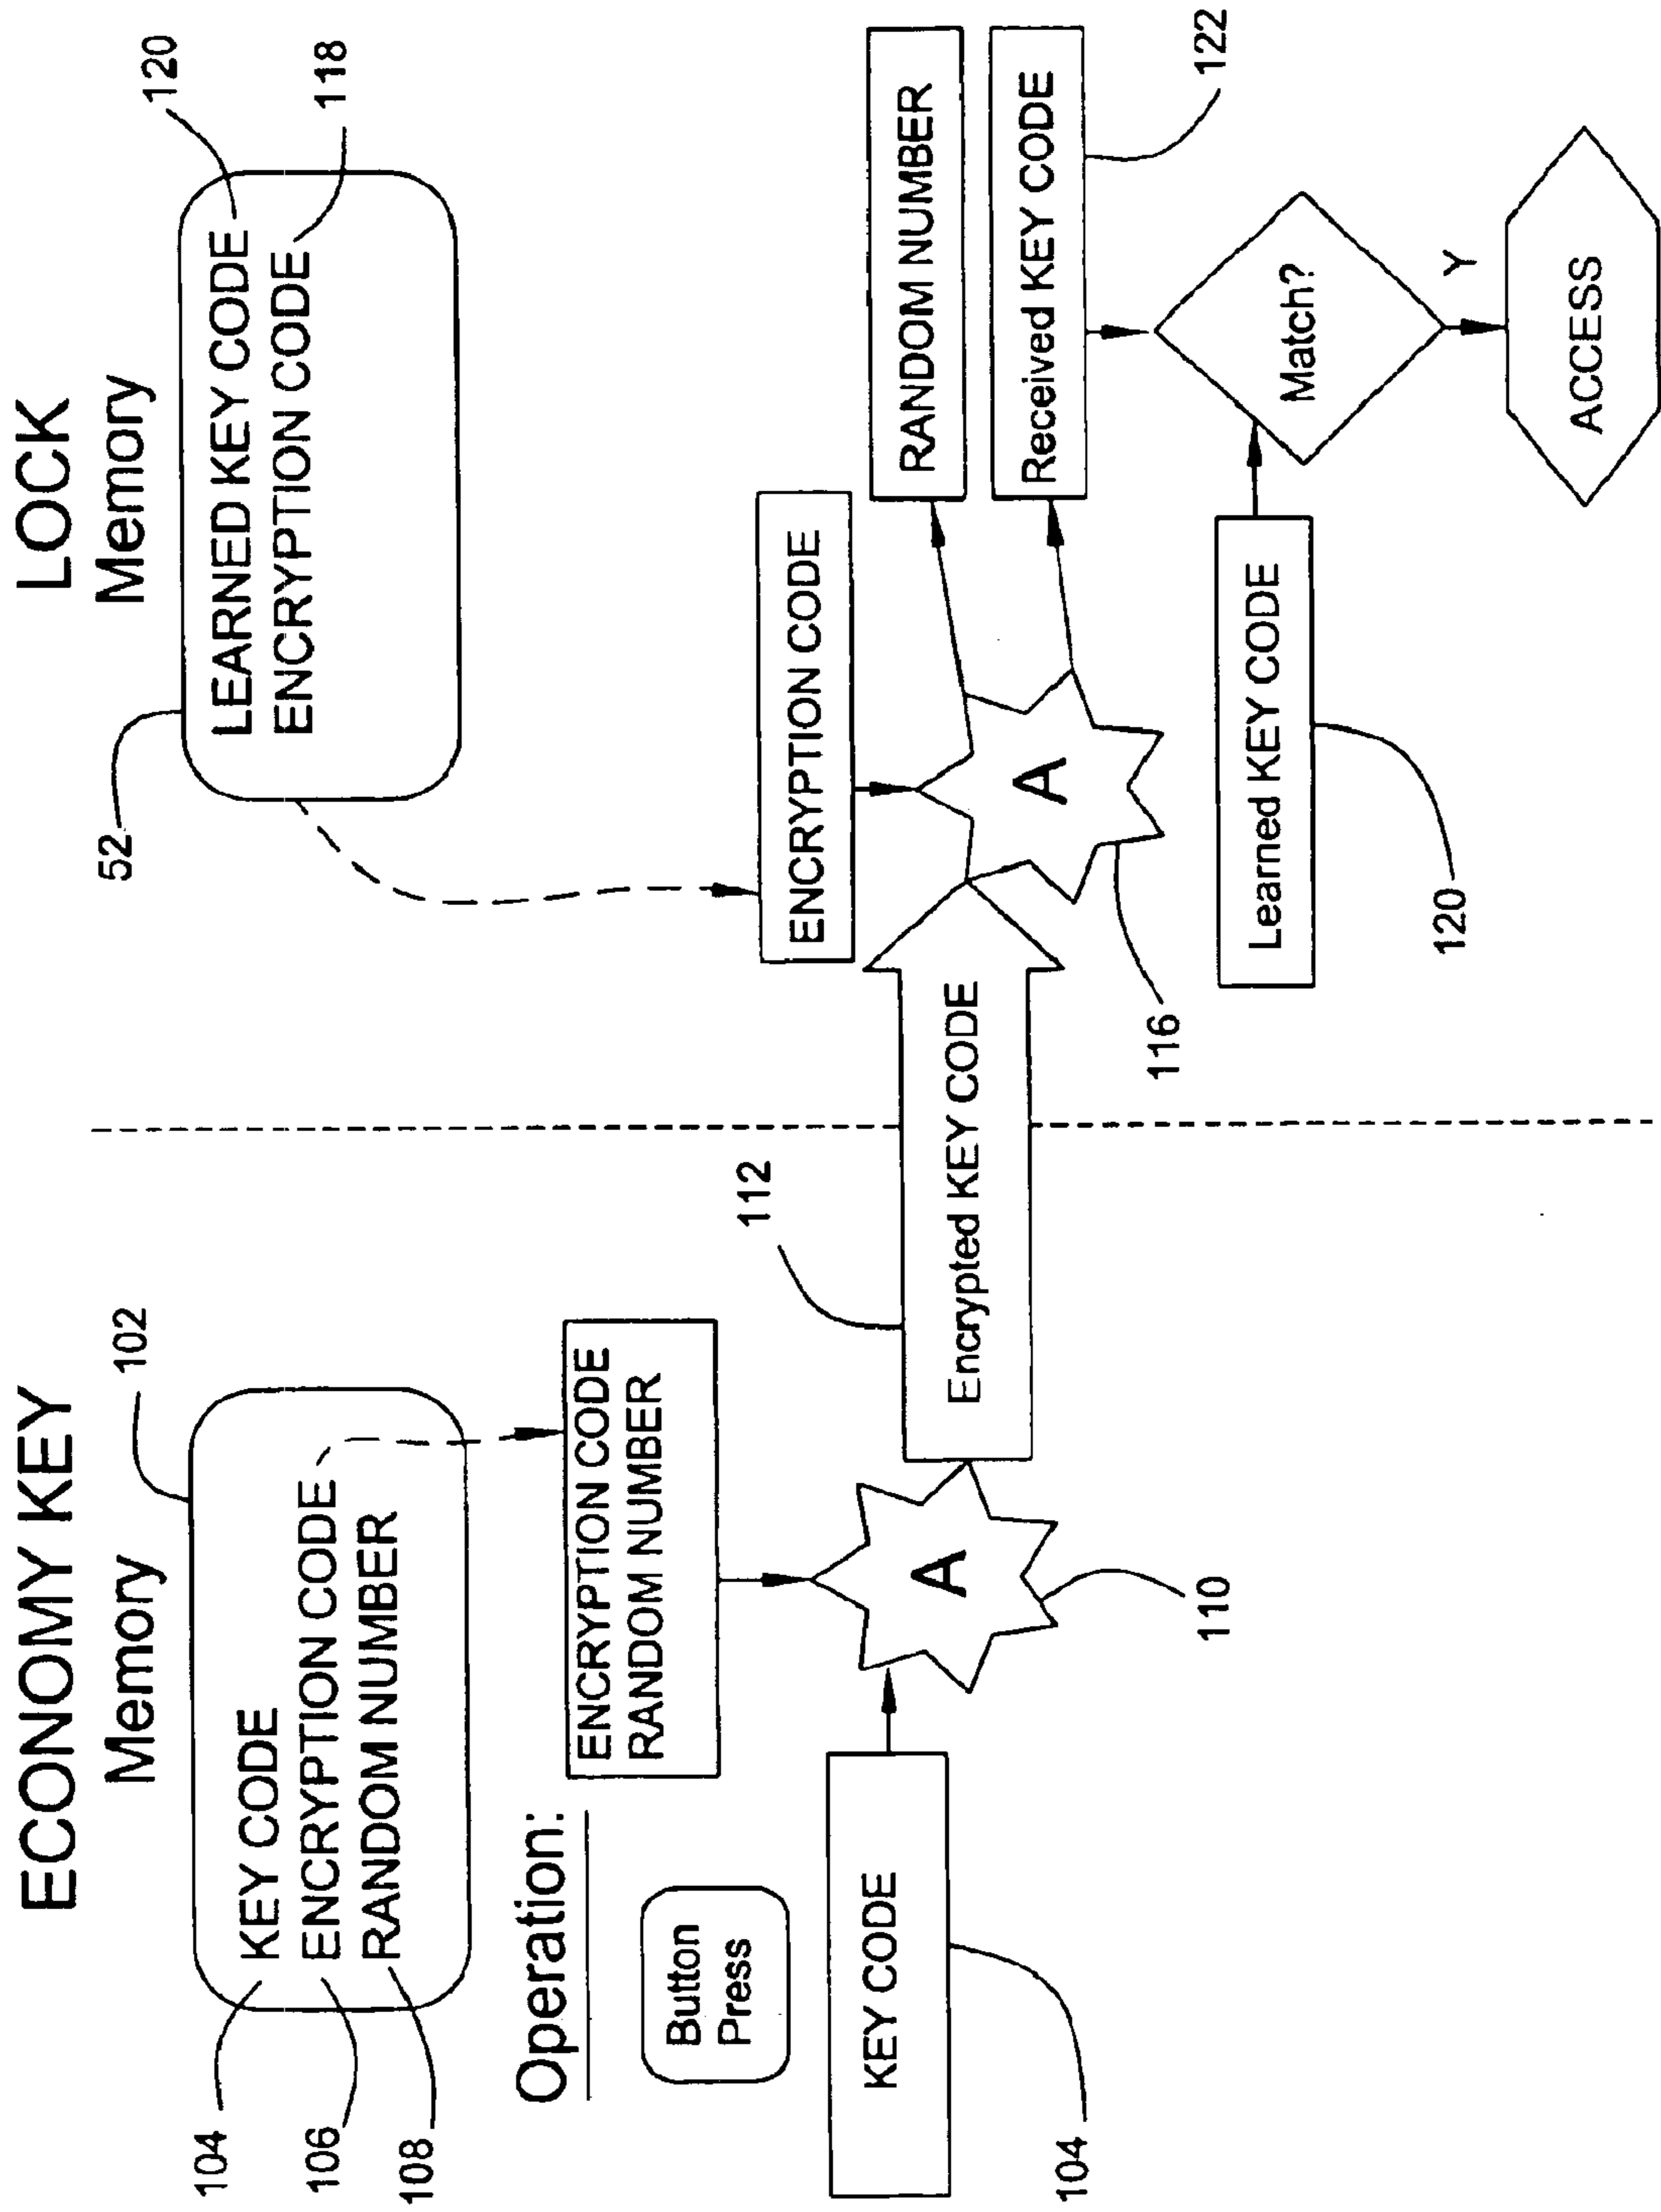 ECONOMY KEY
Memory
102
104
106
108
KEY CODE
ENCRYPTION CODE
RANDOM NUMBER
Operation:
Button
Press
ENCRYPTION CODE
RANDOM NUMBER
KEY CODE
104
A
110
112
Encrypted KEY CODE
LOCK
Memory
52
LEARNED KEY CODE
ENCRYPTION CODE
120
118
ENCRYPTION CODE
A
116
RANDOM NUMBER
Received KEY CODE
122
Learned KEY CODE
120
Match?
Y
ACCESS